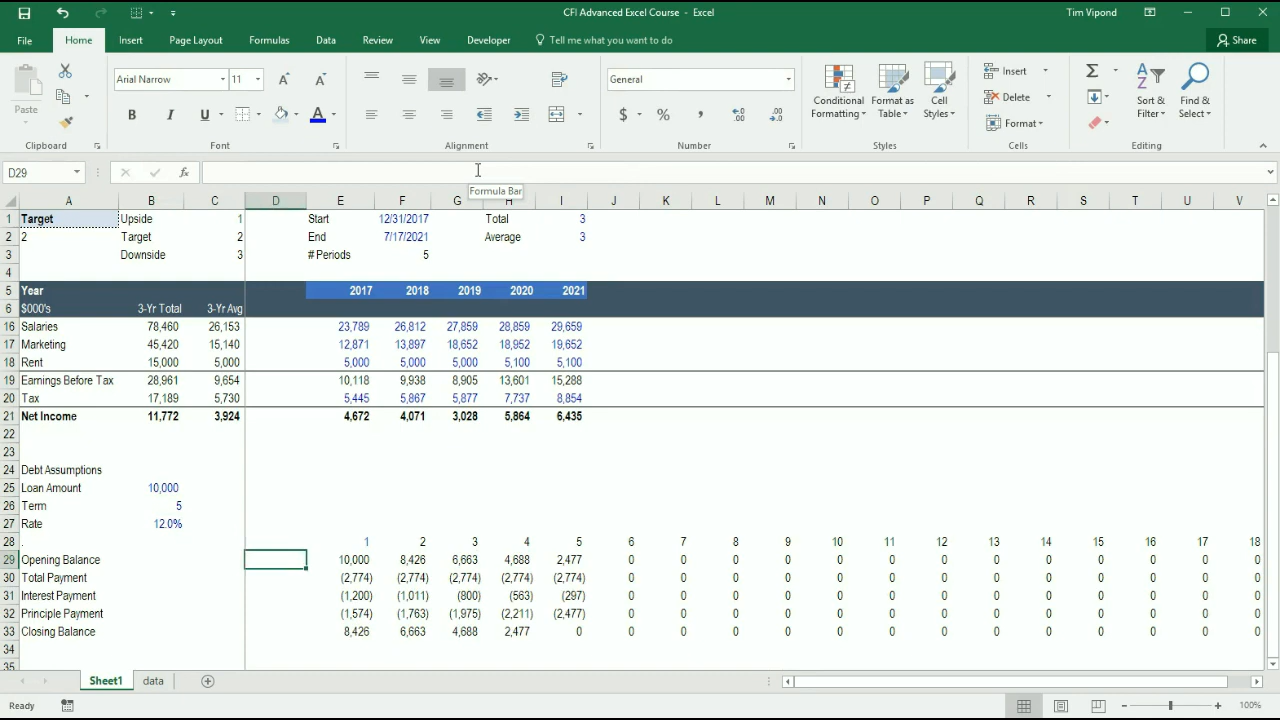 CFI Advanced Excel Course - Excel
Tim Vipond
File Home Insert Page Layout Formulas Data Review View Developer Tell me what you want to do Share
Paste
Arial Narrow 11
General
Conditional Formatting Format as Table Cell Styles
Insert
Delete
Format
Sort & Filter Find & Select
Clipboard Font Alignment Number Styles Cells Editing
D29 fx
Formula Bar
A B C D E F G H I J K L M N O P Q R S T U V
1 Target Upside 1 Start 12/31/2017 Total 3
2 2 Target 2 End 7/17/2021 Average 3
3 Downside 3 # Periods 5
4
5 Year 2017 2018 2019 2020 2021
6 $000's 3-Yr Total 3-Yr Avg
16 Salaries 78,460 26,153 23,789 26,812 27,859 28,859 29,659
17 Marketing 45,420 15,140 12,871 13,897 18,652 18,952 19,652
18 Rent 15,000 5,000 5,000 5,000 5,000 5,100 5,100
19 Earnings Before Tax 28,961 9,654 10,118 9,938 8,905 13,601 15,288
20 Tax 17,189 5,730 5,445 5,867 5,877 7,737 8,854
21 Net Income 11,772 3,924 4,672 4,071 3,028 5,864 6,435
22
23
24 Debt Assumptions
25 Loan Amount 10,000
26 Term 5
27 Rate 12.0%
28 . 1 2 3 4 5 6 7 8 9 10 11 12 13 14 15 16 17 18
29 Opening Balance 10,000 8,426 6,663 4,688 2,477 0 0 0 0 0 0 0 0 0 0 0 0 0
30 Total Payment (2,774) (2,774) (2,774) (2,774) (2,774) 0 0 0 0 0 0 0 0 0 0 0 0 0
31 Interest Payment (1,200) (1,011) (800) (563) (297) 0 0 0 0 0 0 0 0 0 0 0 0 0
32 Principle Payment (1,574) (1,763) (1,975) (2,211) (2,477) 0 0 0 0 0 0 0 0 0 0 0 0 0
33 Closing Balance 8,426 6,663 4,688 2,477 0 0 0 0 0 0 0 0 0 0 0 0 0 0
34
35
Sheet1 data
Ready 100%